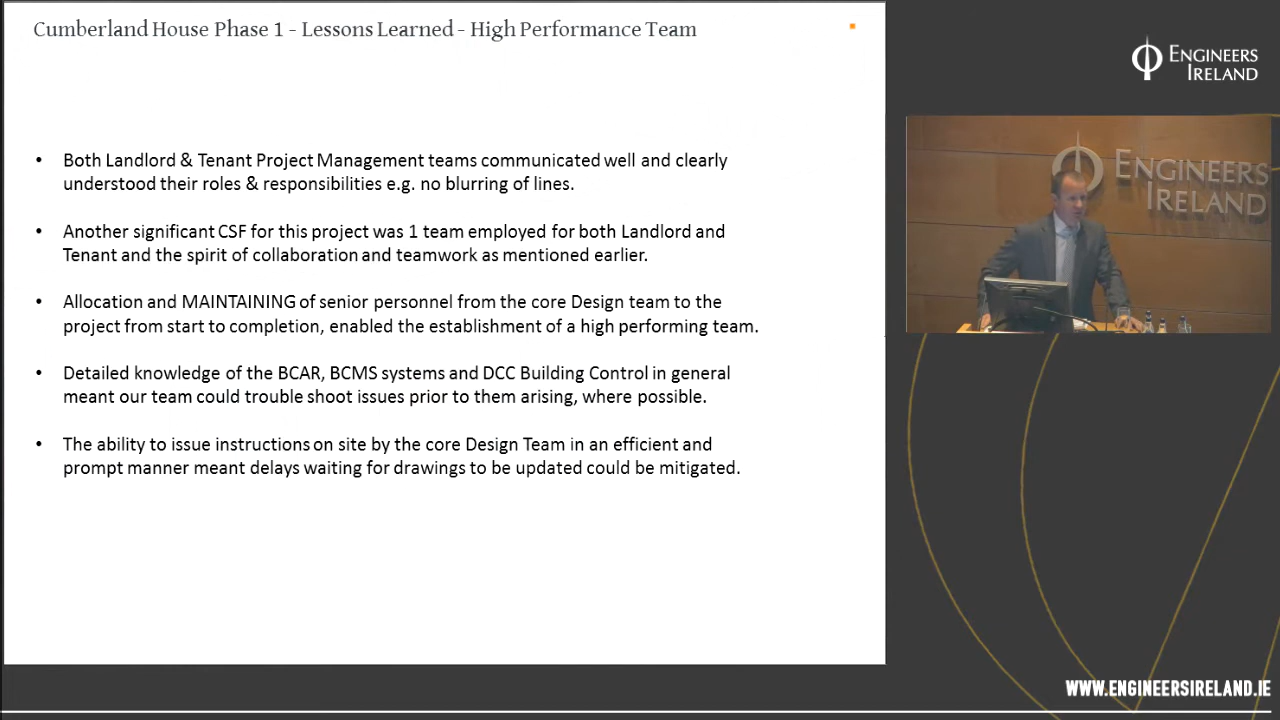 Cumberland House Phase 1 - Lessons Learned - High Performance Team
• Both Landlord & Tenant Project Management teams communicated well and clearly
understood their roles & responsibilities e.g. no blurring of lines.
• Another significant CSF for this project was 1 team employed for both Landlord and
Tenant and the spirit of collaboration and teamwork as mentioned earlier.
• Allocation and MAINTAINING of senior personnel from the core Design team to the
project from start to completion, enabled the establishment of a high performing team.
• Detailed knowledge of the BCAR, BCMS systems and DCC Building Control in general
meant our team could trouble shoot issues prior to them arising, where possible.
• The ability to issue instructions on site by the core Design Team in an efficient and
prompt manner meant delays waiting for drawings to be updated could be mitigated.
ENGINEERS
IRELAND
ENGINEERS
IRELAND
WWW.ENGINEERSIRELAND.IE